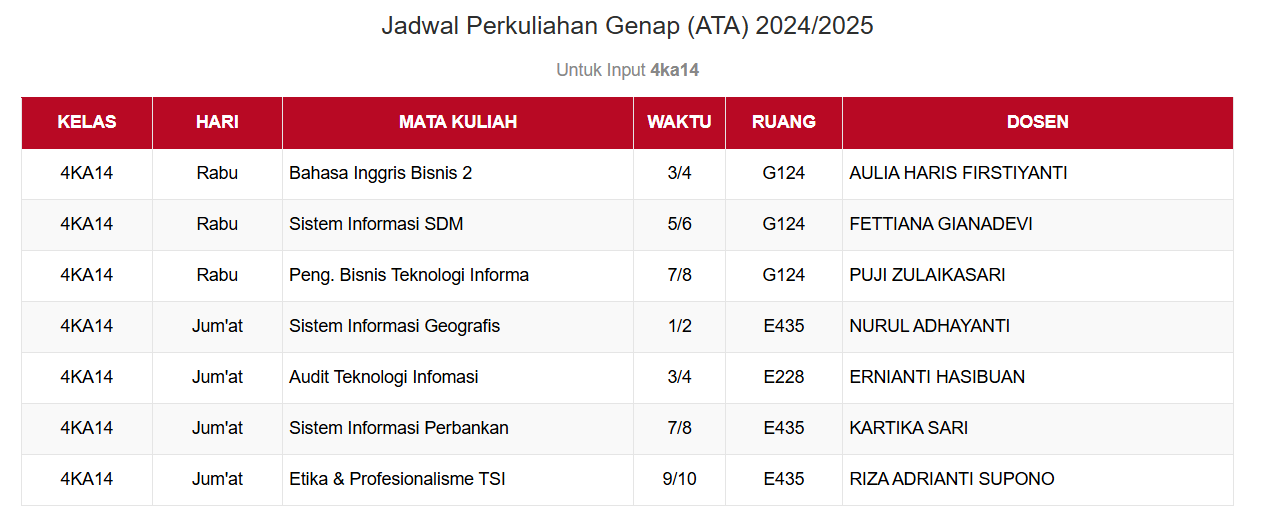 Jadwal Perkuliahan Genap (ATA) 2024/2025
Untuk Input 4ka14
KELAS HARI MATA KULIAH WAKTU RUANG DOSEN
4KA14 Rabu Bahasa Inggris Bisnis 2 3/4 G124 AULIA HARIS FIRSTIYANTI
4KA14 Rabu Sistem Informasi SDM 5/6 G124 FETTIANA GIANADEVI
4KA14 Rabu Peng. Bisnis Teknologi Informa 7/8 G124 PUJI ZULAIKASARI
4KA14 Jum'at Sistem Informasi Geografis 1/2 E435 NURUL ADHAYANTI
4KA14 Jum'at Audit Teknologi Infomasi 3/4 E228 ERNIANTI HASIBUAN
4KA14 Jum'at Sistem Informasi Perbankan 7/8 E435 KARTIKA SARI
4KA14 Jum'at Etika & Profesionalisme TSI 9/10 E435 RIZA ADRIANTI SUPONO